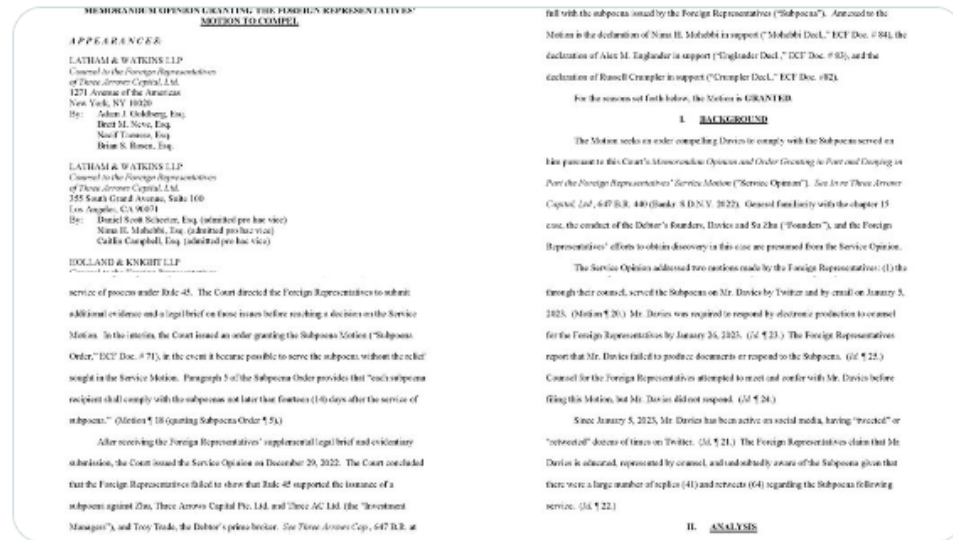 MEMORANDUM OPINION GRANTING THE FOREIGN REPRESENTATIVES'
MOTION TO COMPEL
APPEARANCES:
LATHAM & WATKINS LLP
Counsel to the Foreign Representatives
of Three Arrows Capital, Ltd.
1271 Avenue of the Americas
New York, NY 10020
By: Adam J. Goldberg, Esq.
Brett M. Neve, Esq.
Nacif Taousse, Esq.
Brian S. Rosen, Esq.
LATHAM & WATKINS LLP
Counsel to the Foreign Representatives
of Three Arrows Capital, Ltd.
355 South Grand Avenue, Suite 100
Los Angeles, CA 90071
By: Daniel Scott Schecter, Esq. (admitted pro hac vice)
Nima H. Mohebbi, Esq. (admitted pro hac vice)
Caitlin Campbell, Esq. (admitted pro hac vice)
HOLLAND & KNIGHT LLP
Counsel to the Foreign Representatives
full with the subpoena issued by the Foreign Representatives ("Subpoena"). Annexed to the
Motion is the declaration of Nima H. Mohebbi in support ("Mohebbi Decl.," ECF Doc. # 84), the
declaration of Alex M. Englander in support ("Englander Decl.," ECF Doc. # 83), and the
declaration of Russell Crumpler in support ("Crumpler Decl.," ECF Doc. #82).
For the reasons set forth below, the Motion is GRANTED.
I. BACKGROUND
The Motion seeks an order compelling Davies to comply with the Subpoena served on
him pursuant to this Court's Memorandum Opinion and Order Granting in Part and Denying in
Part the Foreign Representatives' Service Motion ("Service Opinion"). See In re Three Arrows
Capital, Ltd., 647 B.R. 440 (Bankr. S.D.N.Y. 2022). General familiarity with the chapter 15
case, the conduct of the Debtor's founders, Davies and Su Zhu ("Founders"), and the Foreign
Representatives' efforts to obtain discovery in this case are presumed from the Service Opinion.
The Service Opinion addressed two motions made by the Foreign Representatives: (1) the
service of process under Rule 45. The Court directed the Foreign Representatives to submit
additional evidence and a legal brief on those issues before reaching a decision on the Service
Motion. In the interim, the Court issued an order granting the Subpoena Motion ("Subpoena
Order," ECF Doc. # 71), in the event it became possible to serve the subpoena without the relief
sought in the Service Motion. Paragraph 5 of the Subpoena Order provides that "each subpoena
recipient shall comply with the subpoenas not later than fourteen (14) days after the service of
subpoena." (Motion ¶ 18 (quoting Subpoena Order ¶ 5).)
After receiving the Foreign Representatives' supplemental legal brief and evidentiary
submission, the Court issued the Service Opinion on December 29, 2022. The Court concluded
that the Foreign Representatives failed to show that Rule 45 supported the issuance of a
subpoena against Zhu, Three Arrows Capital Pte. Ltd. and Three AC Ltd. (the "Investment
Managers"), and Troy Trade, the Debtor's prime broker. See Three Arrows Cap., 647 B.R. at
through their counsel, served the Subpoena on Mr. Davies by Twitter and by email on January 5,
2023. (Motion ¶ 20.) Mr. Davies was required to respond by electronic production to counsel
for the Foreign Representatives by January 26, 2023. (Id. ¶ 23.) The Foreign Representatives
report that Mr. Davies failed to produce documents or respond to the Subpoena. (Id. ¶ 25.)
Counsel for the Foreign Representatives attempted to meet and confer with Mr. Davies before
filing this Motion, but Mr. Davies did not respond. (Id. ¶ 24.)
Since January 5, 2023, Mr. Davies has been active on social media, having "tweeted" or
"retweeted" dozens of times on Twitter. (Id. ¶ 21.) The Foreign Representatives claim that Mr.
Davies is educated, represented by counsel, and undoubtedly aware of the Subpoena given that
there were a large number of replies (41) and retweets (64) regarding the Subpoena following
service. (Id. ¶ 22.)
II. ANALYSIS